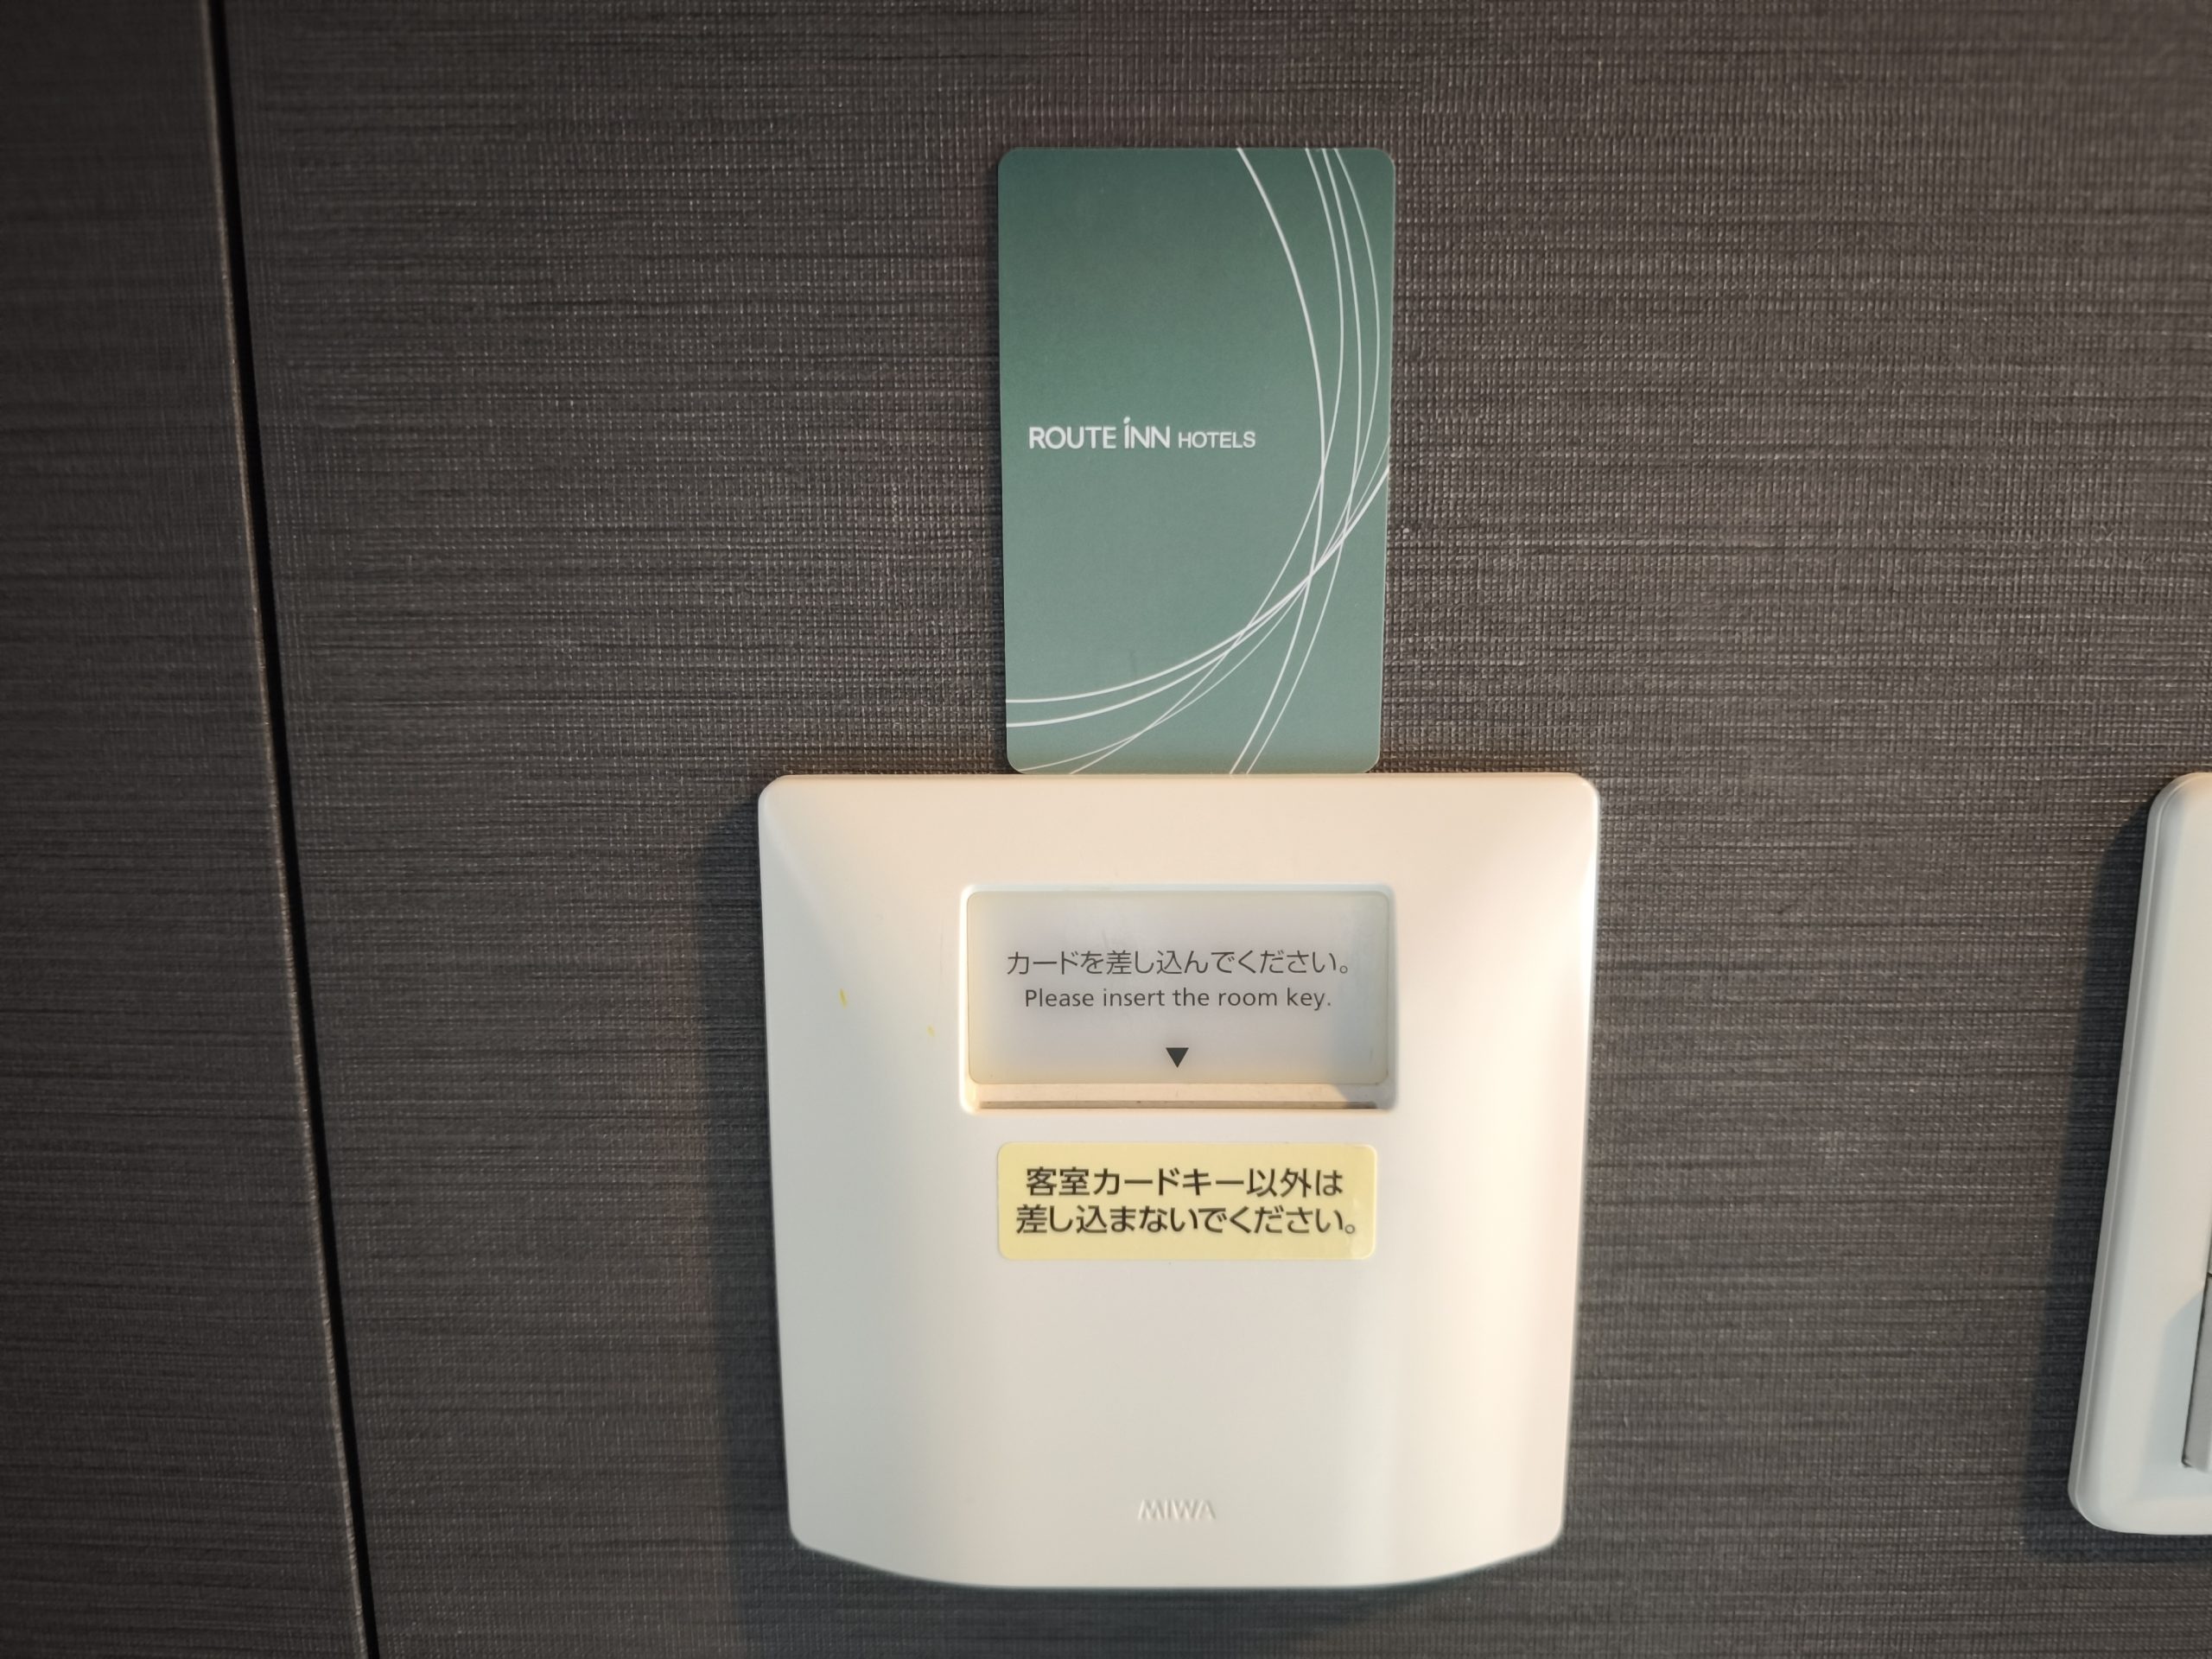 ROUTE INN HOTELS
カードを差し込んでください。
Please insert the room key.
客室カードキー以外は
差し込まないでください。
MIWA